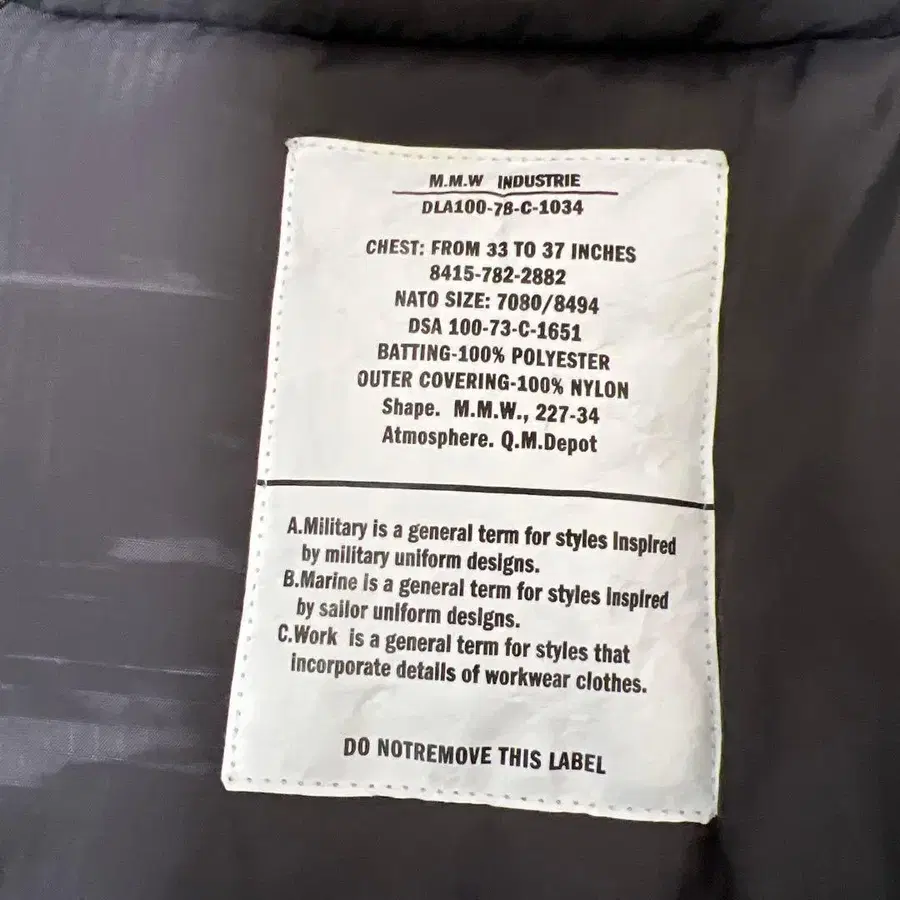 M.M.W INDUSTRIE
DLA100-78-C-1034
CHEST: FROM 33 TO 37 INCHES
8415-782-2882
NATO SIZE: 7080/8494
DSA 100-73-C-1651
BATTING-100% POLYESTER
OUTER COVERING-100% NYLON
Shape. M.M.W., 227-34
Atmosphere. Q.M.Depot
A.Military is a general term for styles inspired
by military uniform designs.
B.Marine is a general term for styles inspired
by sailor uniform designs.
C.Work is a general term for styles that
incorporate details of workwear clothes.
DO NOTREMOVE THIS LABEL